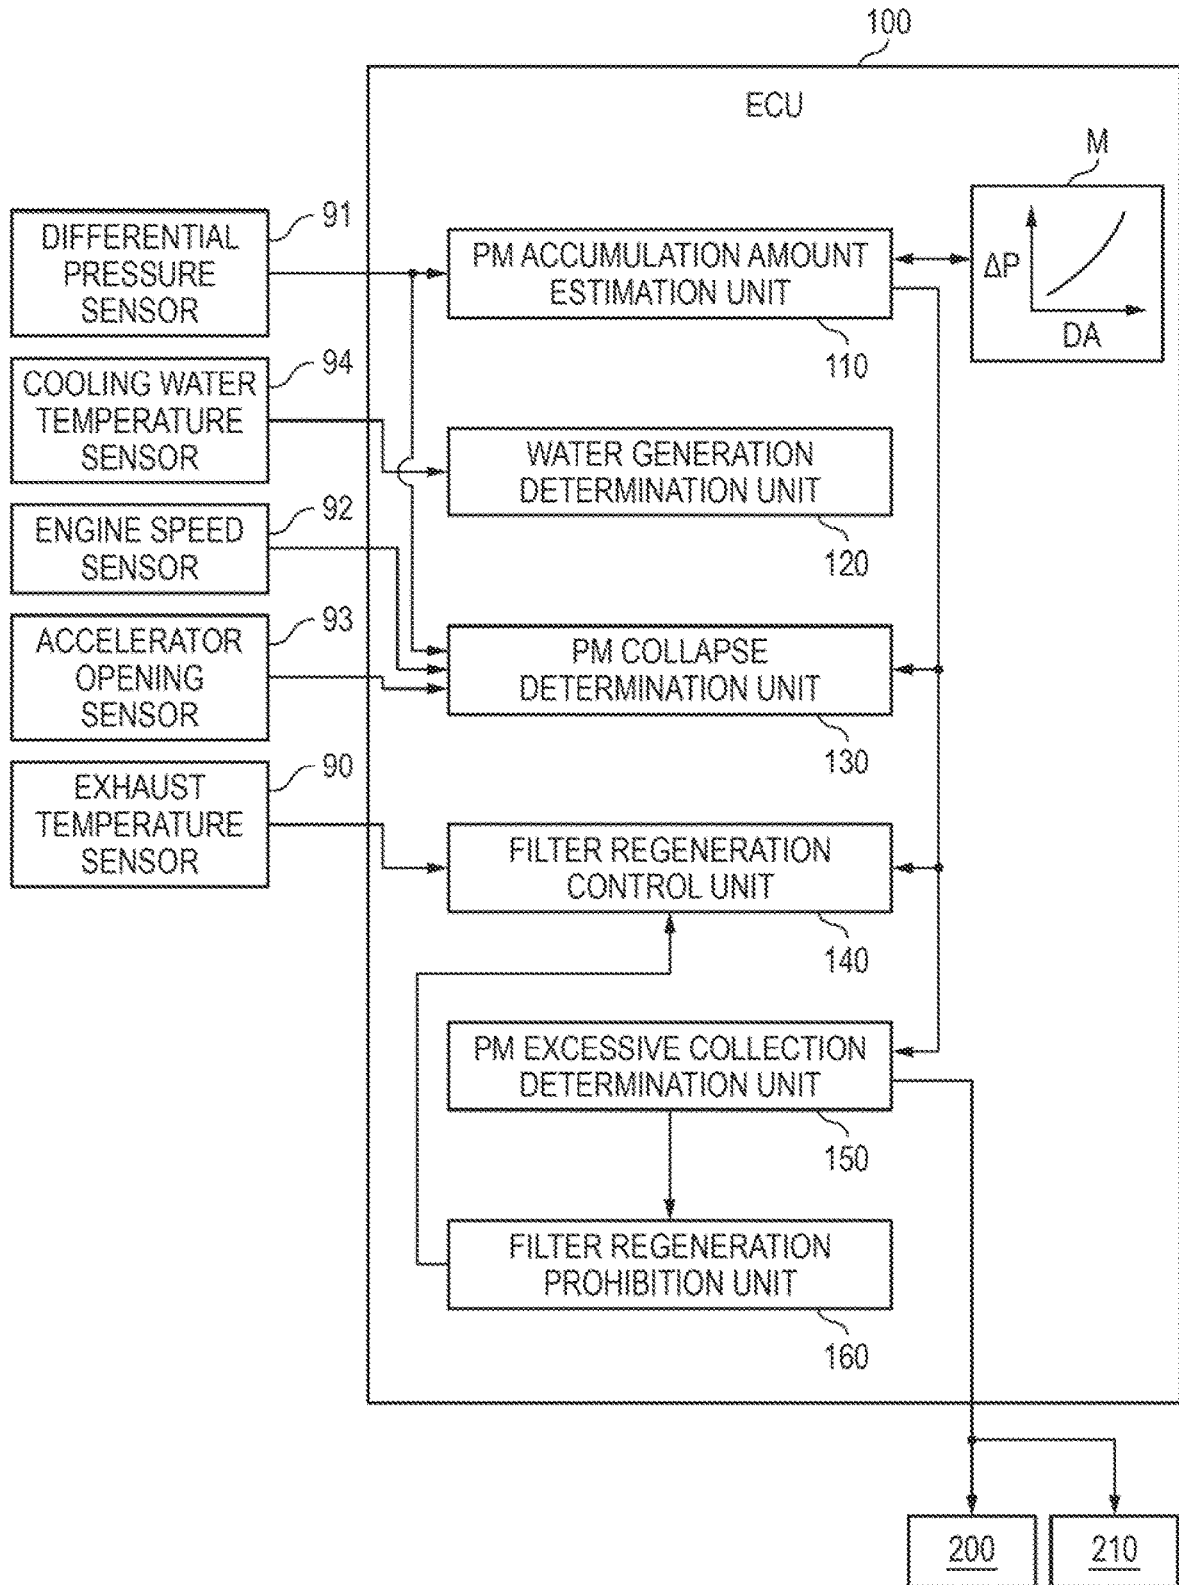 100
ECU
M
ΔP
DA
91
DIFFERENTIAL
PRESSURE
SENSOR
PM ACCUMULATION AMOUNT
ESTIMATION UNIT
110
94
COOLING WATER
TEMPERATURE
SENSOR
WATER GENERATION
DETERMINATION UNIT
120
92
ENGINE SPEED
SENSOR
93
ACCELERATOR
OPENING
SENSOR
PM COLLAPSE
DETERMINATION UNIT
130
90
EXHAUST
TEMPERATURE
SENSOR
FILTER REGENERATION
CONTROL UNIT
140
PM EXCESSIVE COLLECTION
DETERMINATION UNIT
150
FILTER REGENERATION
PROHIBITION UNIT
160
200
210